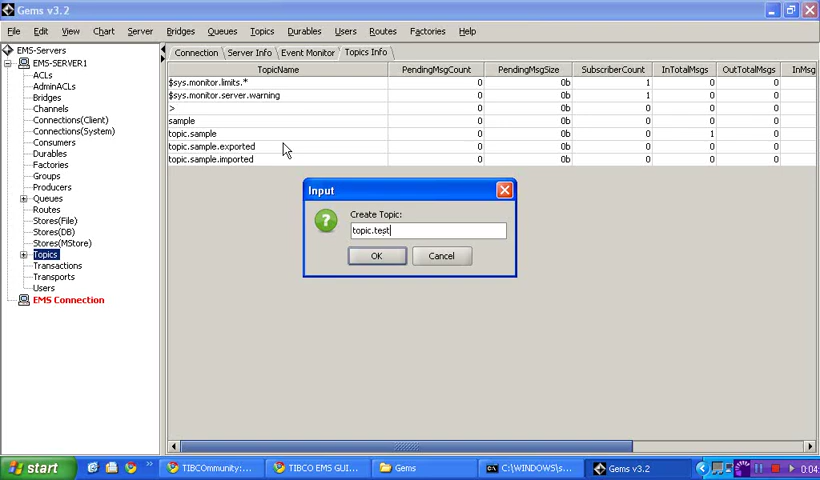 Gems v3.2
File Edit View Chart Server Bridges Queues Topics Durables Users Routes Factories Help
EMS-Servers
EMS-SERVER1
ACLs
AdminACLs
Bridges
Channels
Connections(Client)
Connections(System)
Consumers
Durables
Factories
Groups
Producers
Queues
Routes
Stores(File)
Stores(DB)
Stores(MStore)
Topics
Transactions
Transports
Users
EMS Connection
Connection Server Info Event Monitor Topics Info
TopicName PendingMsgCount PendingMsgSize SubscriberCount InTotalMsgs OutTotalMsgs InMsg
$sys.monitor.limits.* 0 0b 1 0 0
$sys.monitor.server.warning 0 0b 1 0 0
> 0 0b 0 0 0
sample 0 0b 0 0 0
topic.sample 0 0b 0 1 0
topic.sample.exported 0 0b 0 0 0
topic.sample.imported 0 0b 0 0 0
Input
Create Topic:
topic.test
OK Cancel
start TIBCOmmunity:... TIBCO EMS GUI... Gems C:\WINDOWS\s... Gems v3.2 0:04: